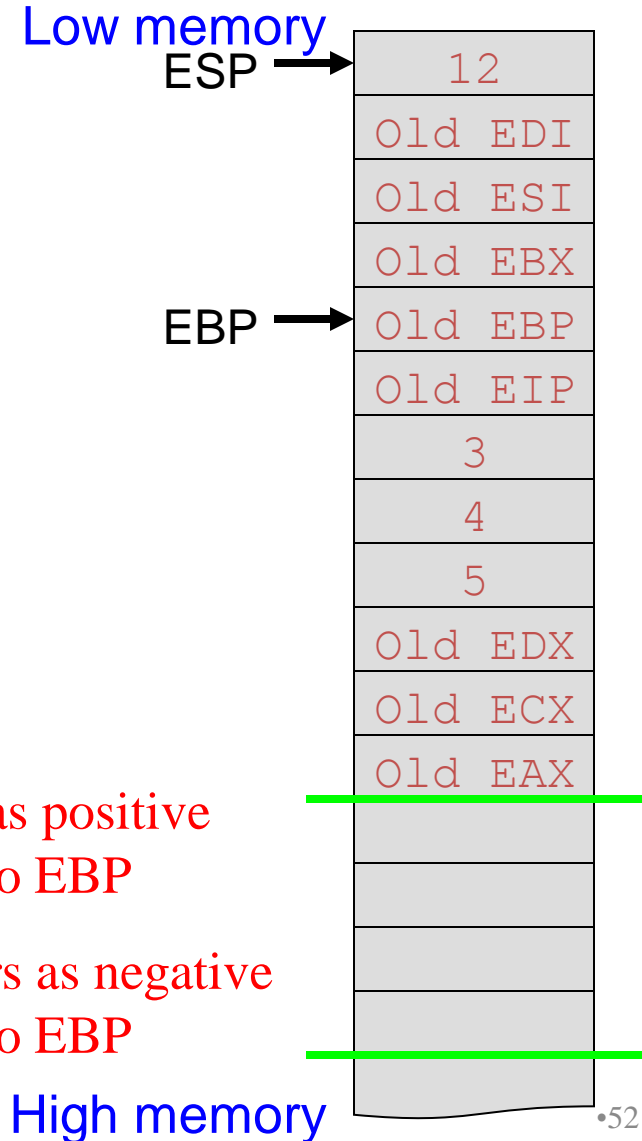 Low memory
ESP
12
Old EDI
Old ESI
Old EBX
EBP
Old EBP
Old EIP
3
4
5
Old EDX
Old ECX
Old EAX
as positive
o EBP
rs as negative
o EBP
High memory
•52